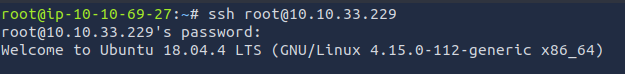 root@ip-10-10-69-27:~# ssh root@10.10.33.229
root@10.10.33.229's password:
Welcome to Ubuntu 18.04.4 LTS (GNU/Linux 4.15.0-112-generic x86_64)